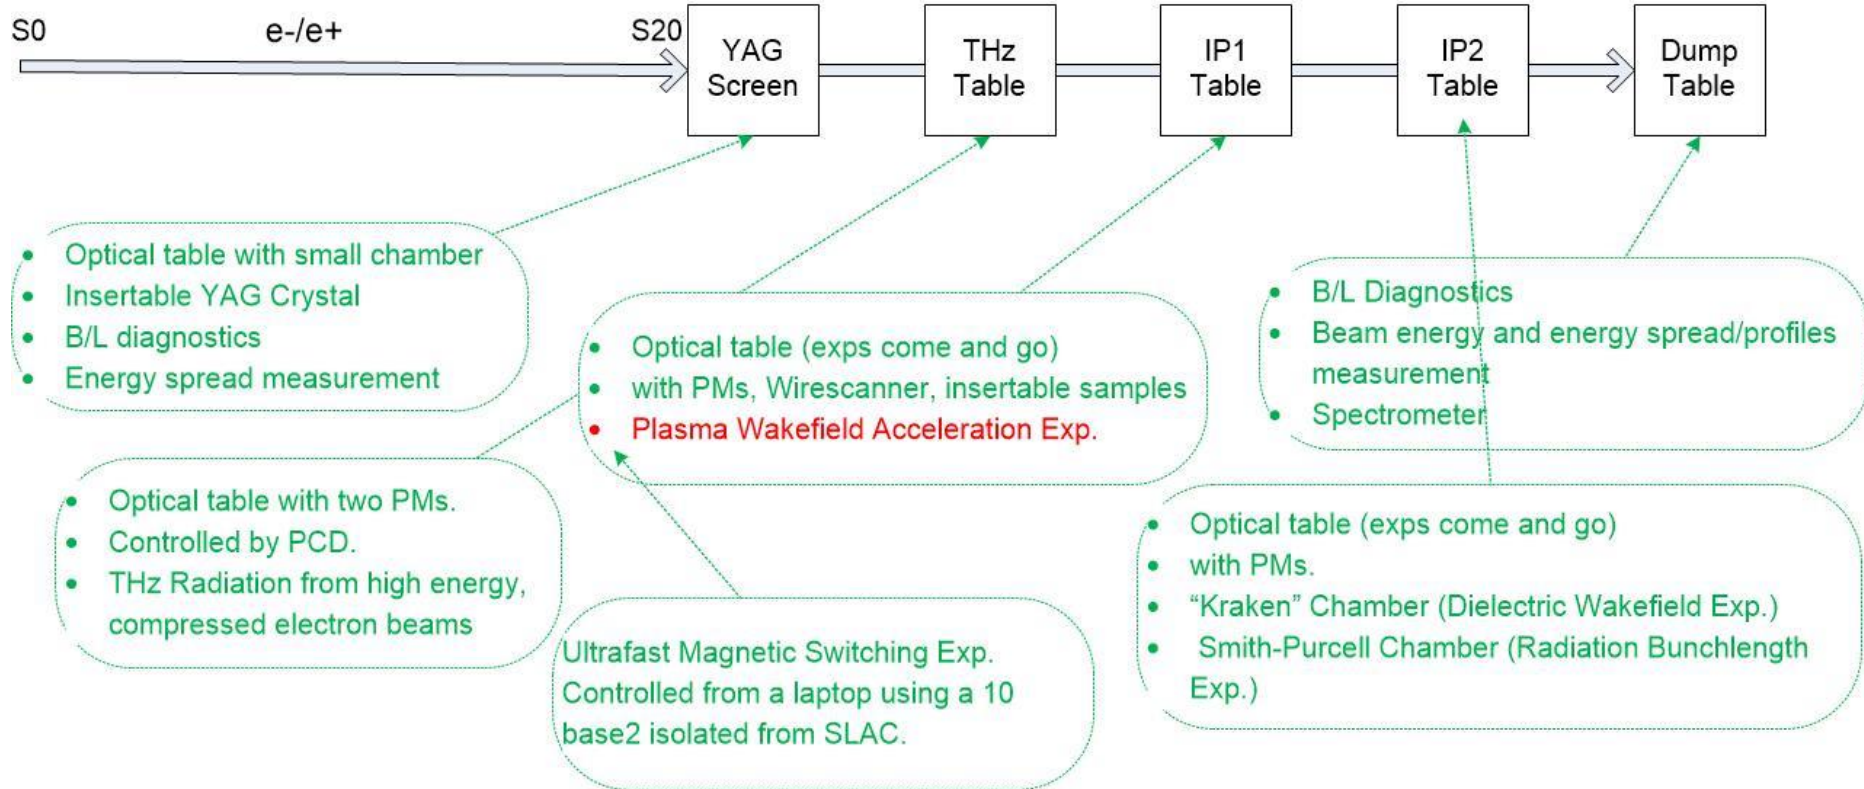 S0
e-/e+
S20
YAG
Screen
THz
Table
IP1
Table
IP2
Table
Dump
Table
• Optical table with small chamber
• Insertable YAG Crystal
• B/L diagnostics
• Energy spread measurement
• Optical table (exps come and go)
• with PMs, Wirescanner, insertable samples
• Plasma Wakefield Acceleration Exp.
• B/L Diagnostics
• Beam energy and energy spread/profiles
measurement
• Spectrometer
• Optical table with two PMs.
• Controlled by PCD.
• THz Radiation from high energy,
compressed electron beams
Ultrafast Magnetic Switching Exp.
Controlled from a laptop using a 10
base2 isolated from SLAC.
• Optical table (exps come and go)
• with PMs.
• “Kraken” Chamber (Dielectric Wakefield Exp.)
• Smith-Purcell Chamber (Radiation Bunchlength
Exp.)